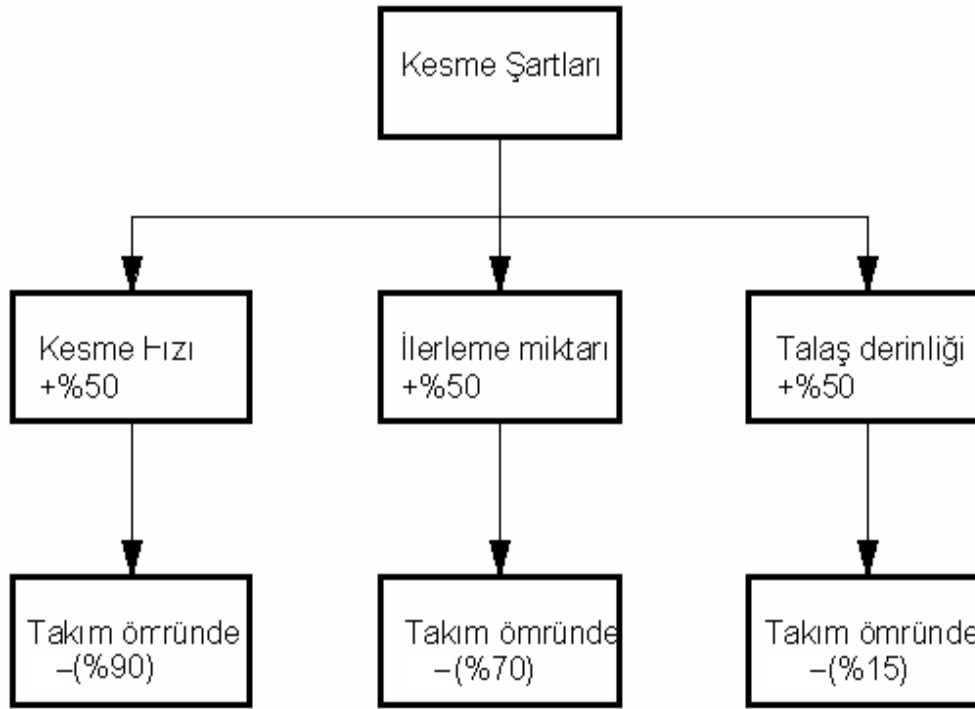 Kesme Şartları
Kesme Hızı
+%50
İlerleme miktarı
+%50
Talaş derinliği
+%50
Takım ömründe
–(%90)
Takım ömründe
–(%70)
Takım ömründe
–(%15)